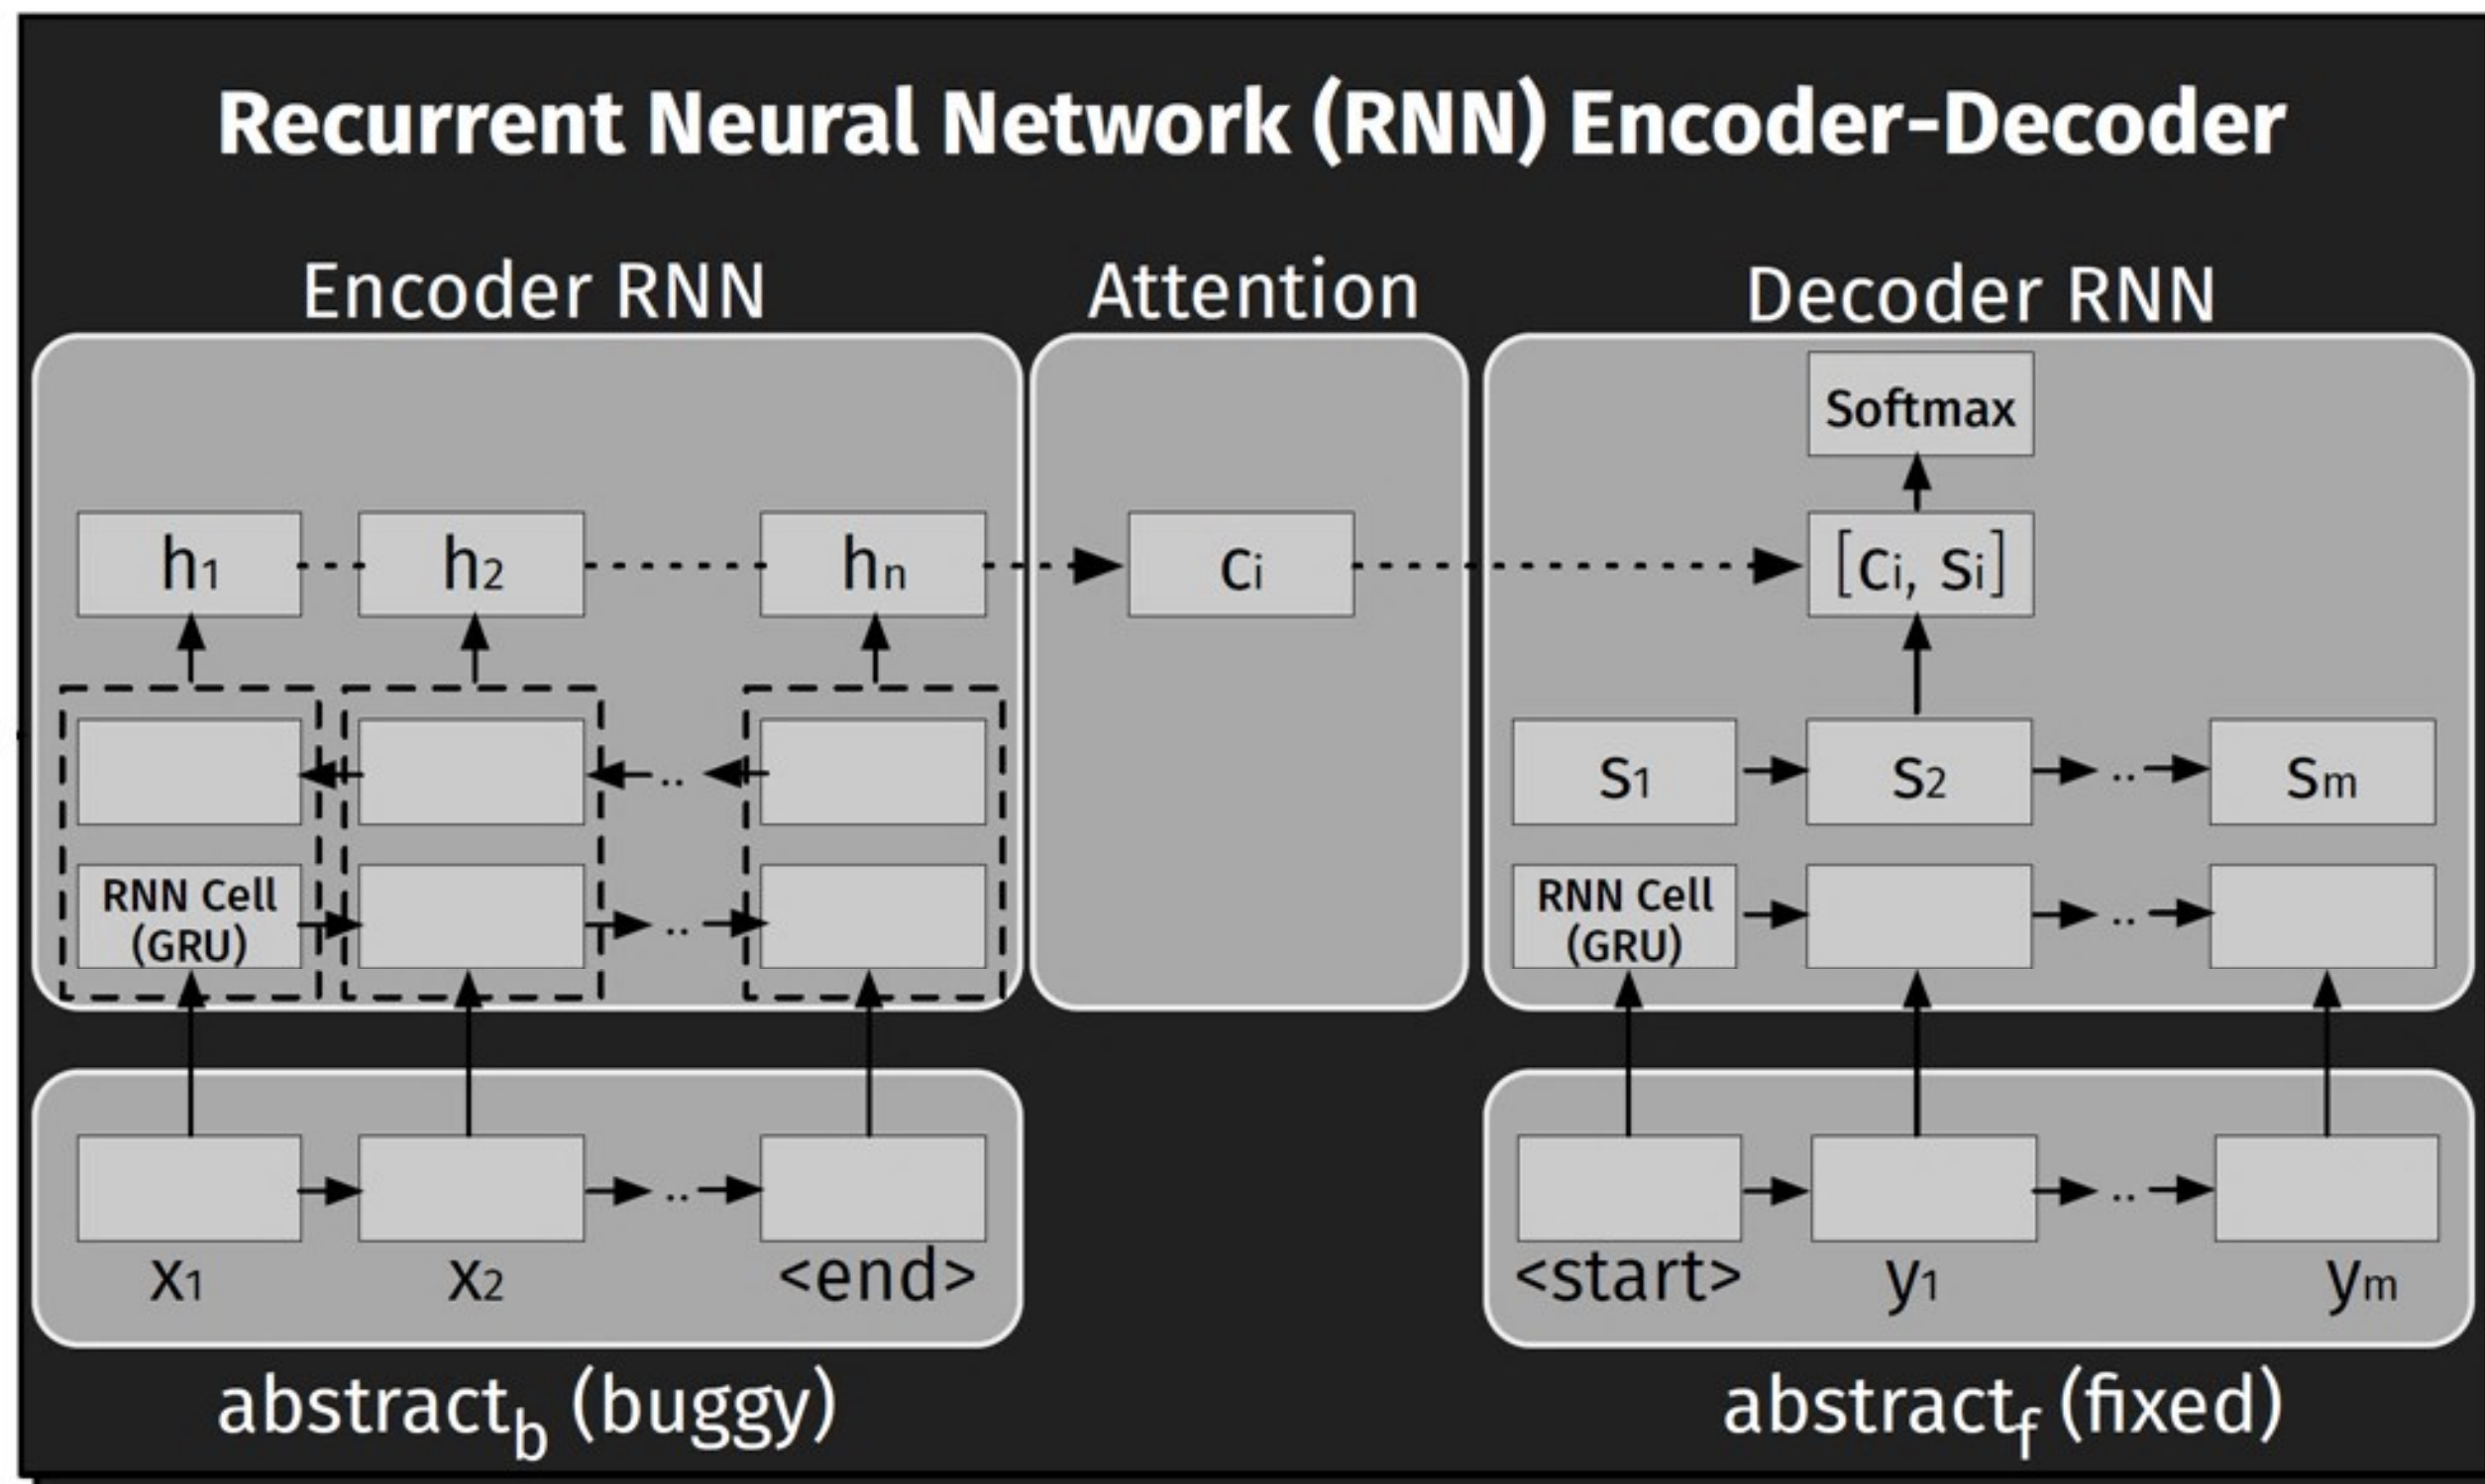 Recurrent Neural Network (RNN) Encoder-Decoder
Encoder RNN
Attention
Decoder RNN
Softmax
h1
h2
hn
ci
[ci, si]
s1
s2
..
sm
..
RNN Cell
(GRU)
..
RNN Cell
(GRU)
..
..
..
x1
x2
<end>
<start>
y1
ym
abstractb (buggy)
abstractf (fixed)